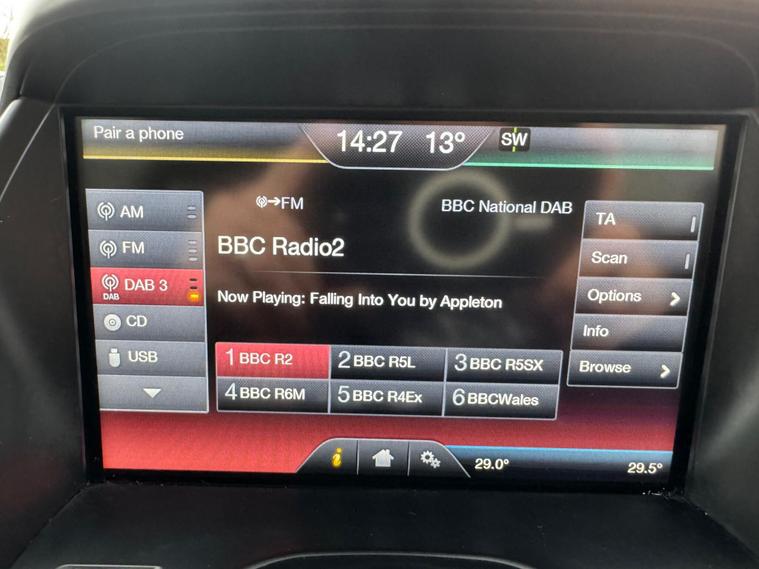 Pair a phone
14:27 13° SW
AM
FM
DAB 3
DAB
CD
USB
FM
BBC National DAB
BBC Radio2
Now Playing: Falling Into You by Appleton
1 BBC R2
2 BBC R5L
3 BBC R5SX
4 BBC R6M
5 BBC R4Ex
6 BBCWales
TA
Scan
Options
Info
Browse
i
29.0°
29.5°